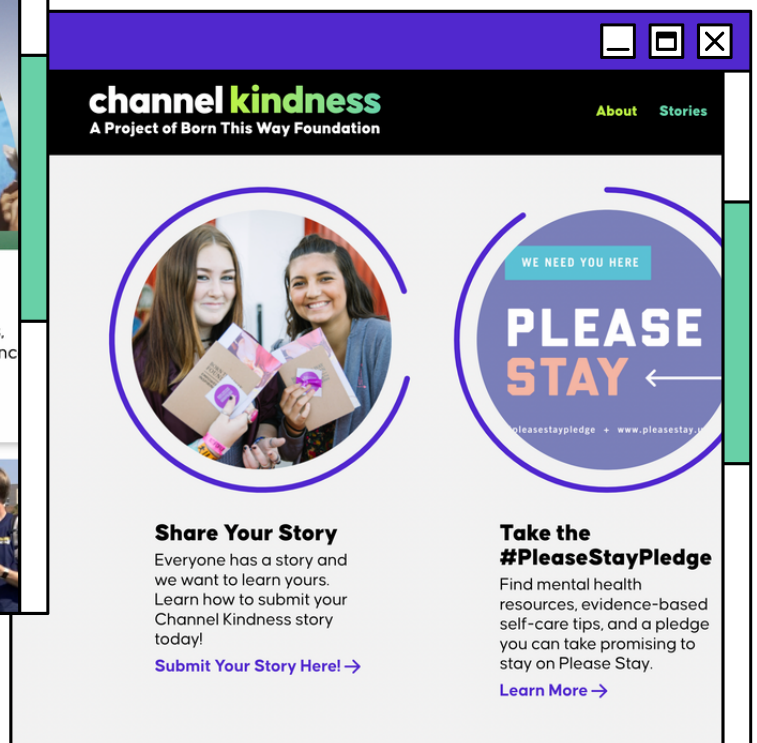 channel kindness
A Project of Born This Way Foundation
About
Stories
WE NEED YOU HERE
PLEASE
STAY
pleasestaypledge + www.pleasestay.
Share Your Story
Everyone has a story and
we want to learn yours.
Learn how to submit your
Channel Kindness story
today!
Submit Your Story Here! →
Take the
#PleaseStayPledge
Find mental health
resources, evidence-based
self-care tips, and a pledge
you can take promising to
stay on Please Stay.
Learn More →